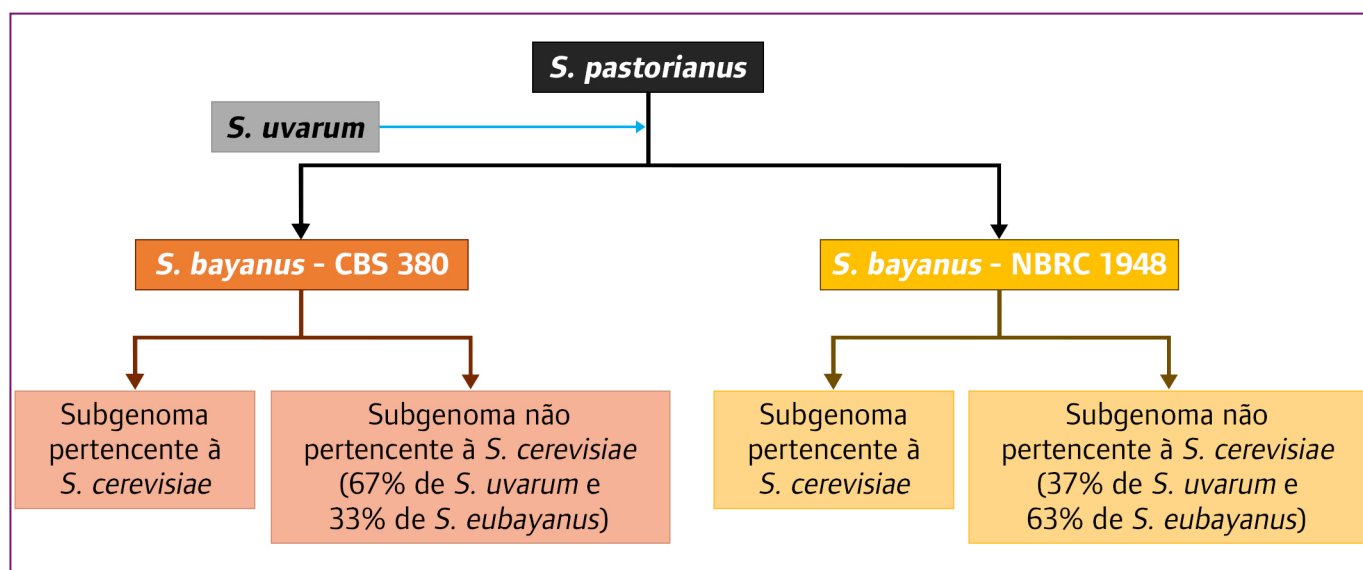 S. pastorianus
S. uvarum
S. bayanus - CBS 380
S. bayanus - NBRC 1948
Subgenoma
pertencente à
S. cerevisiae
Subgenoma não
pertencente à S. cerevisiae
(67% de S. uvarum e
33% de S. eubayanus)
Subgenoma
pertencente à
S. cerevisiae
Subgenoma não
pertencente à S. cerevisiae
(37% de S. uvarum e
63% de S. eubayanus)